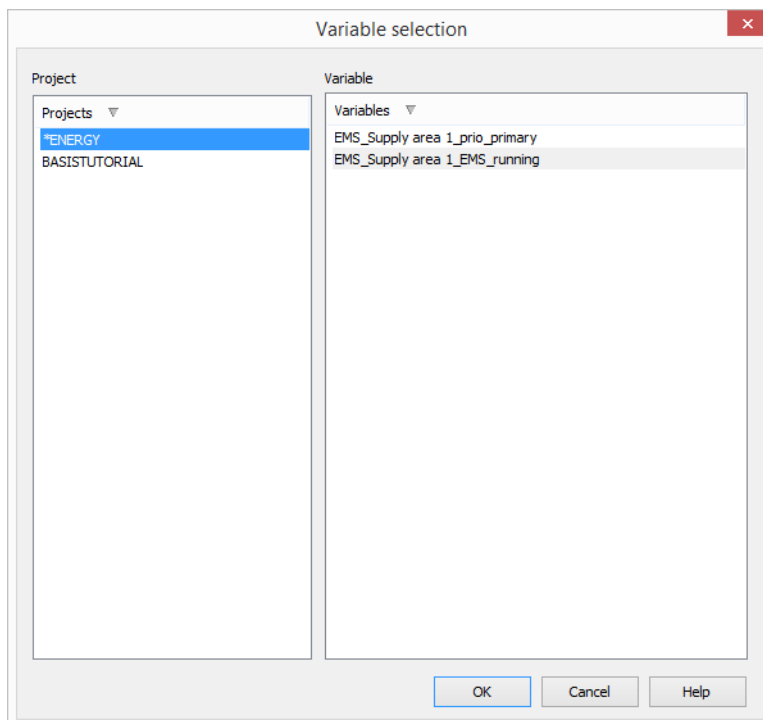 Variable selection
Project
Variable
Projects
Variables
*ENERGY
BASISTUTORIAL
EMS_Supply area 1_prio_primary
EMS_Supply area 1_EMS_running
OK
Cancel
Help